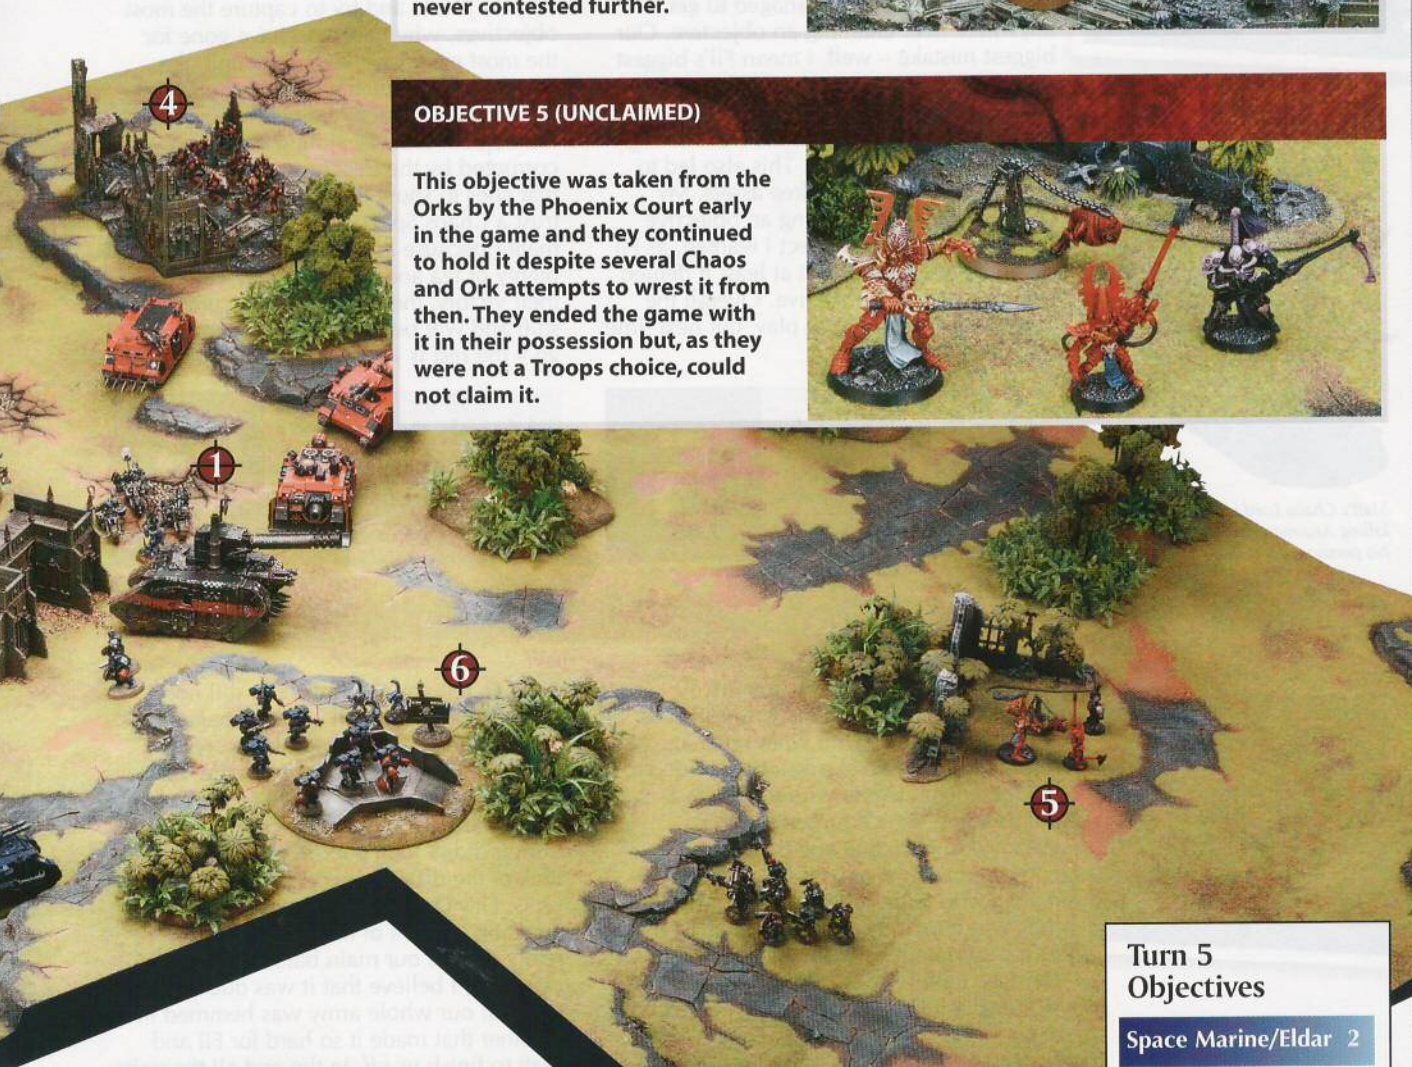 never contested further.
OBJECTIVE 5 (UNCLAIMED)
This objective was taken from the
Orks by the Phoenix Court early
in the game and they continued
to hold it despite several Chaos
and Ork attempts to wrest it from
then. They ended the game with
it in their possession but, as they
were not a Troops choice, could
not claim it.
4
1
6
5
Turn 5
Objectives
Space Marine/Eldar 2